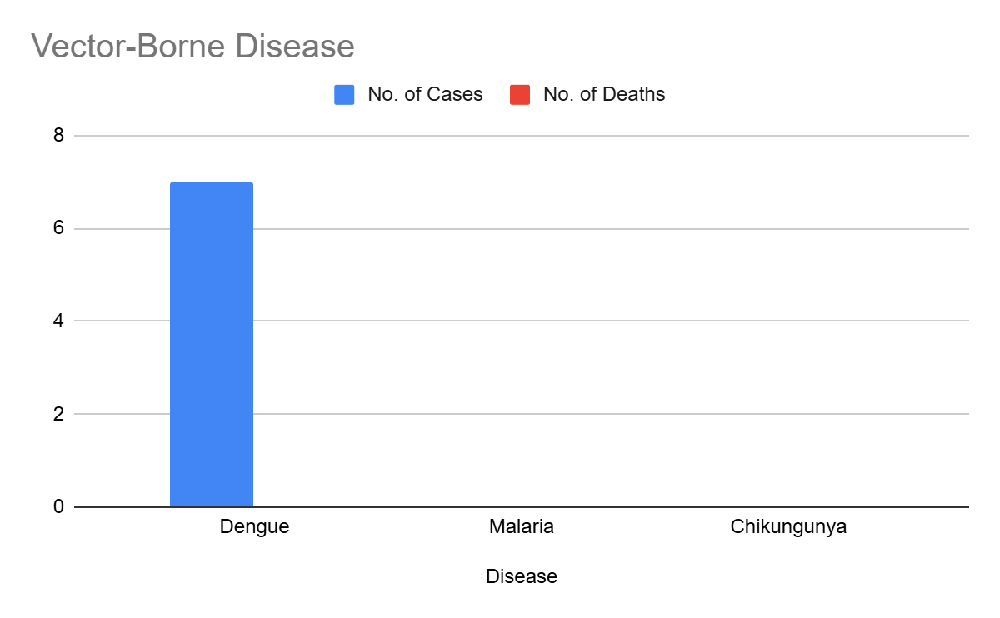 Vector-Borne Disease
No. of Cases No. of Deaths
8
6
4
2
0
Dengue Malaria Chikungunya
Disease